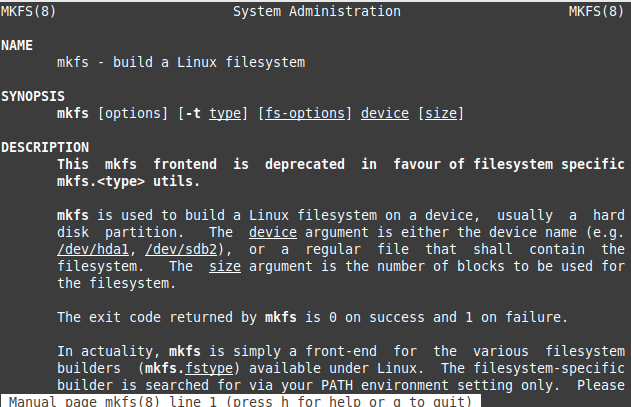 MKFS(8) System Administration MKFS(8)
NAME
mkfs - build a Linux filesystem
SYNOPSIS
mkfs [options] [-t type] [fs-options] device [size]
DESCRIPTION
This mkfs frontend is deprecated in favour of filesystem specific
mkfs.<type> utils.
mkfs is used to build a Linux filesystem on a device, usually a hard
disk partition. The device argument is either the device name (e.g.
/dev/hda1, /dev/sdb2), or a regular file that shall contain the
filesystem. The size argument is the number of blocks to be used for
the filesystem.
The exit code returned by mkfs is 0 on success and 1 on failure.
In actuality, mkfs is simply a front-end for the various filesystem
builders (mkfs.fstype) available under Linux. The filesystem-specific
builder is searched for via your PATH environment setting only. Please
Manual page mkfs(8) line 1 (press h for help or q to quit)